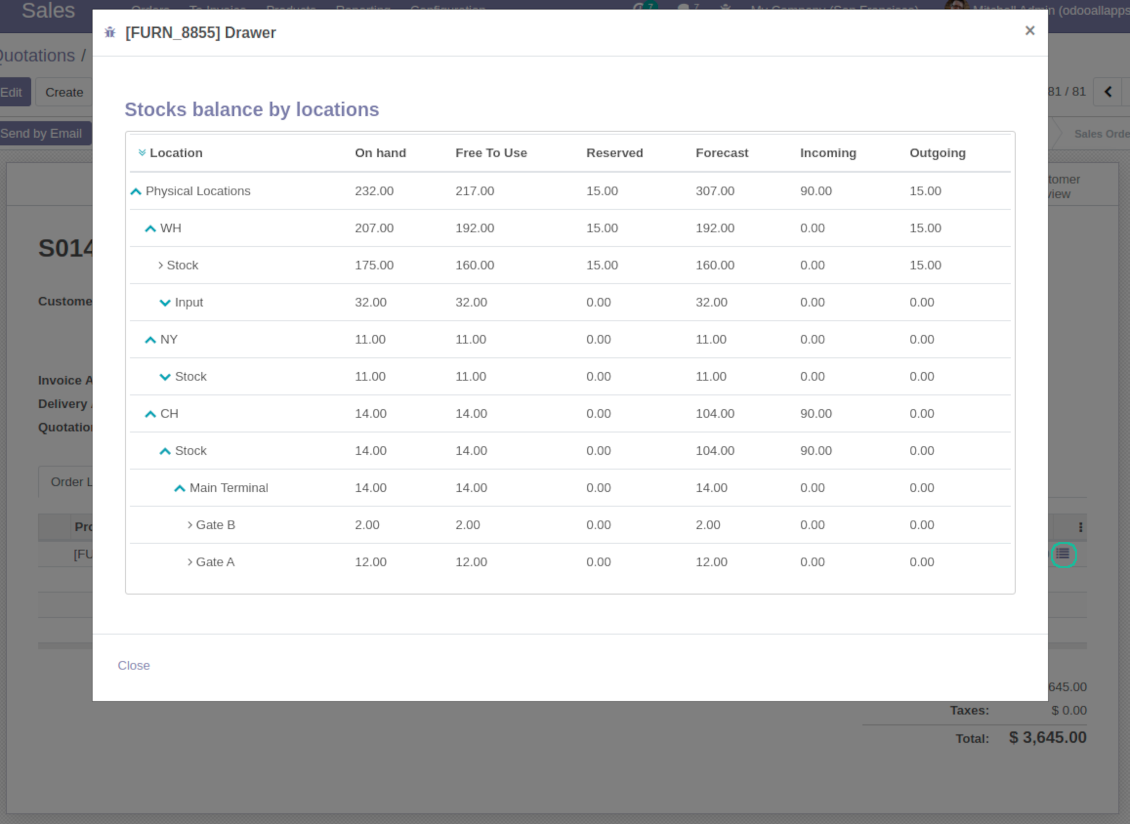 Sales
[FURN_8855] Drawer ×
Quotations /
Edit Create 81 / 81
Send by Email Sales Orde
Stocks balance by locations
Location On hand Free To Use Reserved Forecast Incoming Outgoing
Physical Locations 232.00 217.00 15.00 307.00 90.00 15.00
WH 207.00 192.00 15.00 192.00 0.00 15.00
Stock 175.00 160.00 15.00 160.00 0.00 15.00
Input 32.00 32.00 0.00 32.00 0.00 0.00
NY 11.00 11.00 0.00 11.00 0.00 0.00
Stock 11.00 11.00 0.00 11.00 0.00 0.00
CH 14.00 14.00 0.00 104.00 90.00 0.00
Stock 14.00 14.00 0.00 104.00 90.00 0.00
Main Terminal 14.00 14.00 0.00 14.00 0.00 0.00
Gate B 2.00 2.00 0.00 2.00 0.00 0.00
Gate A 12.00 12.00 0.00 12.00 0.00 0.00
tomer
view
S014
Custome
Invoice A
Delivery
Quotation
Order L
Pro
[FU
Close
645.00
Taxes: $ 0.00
Total: $ 3,645.00